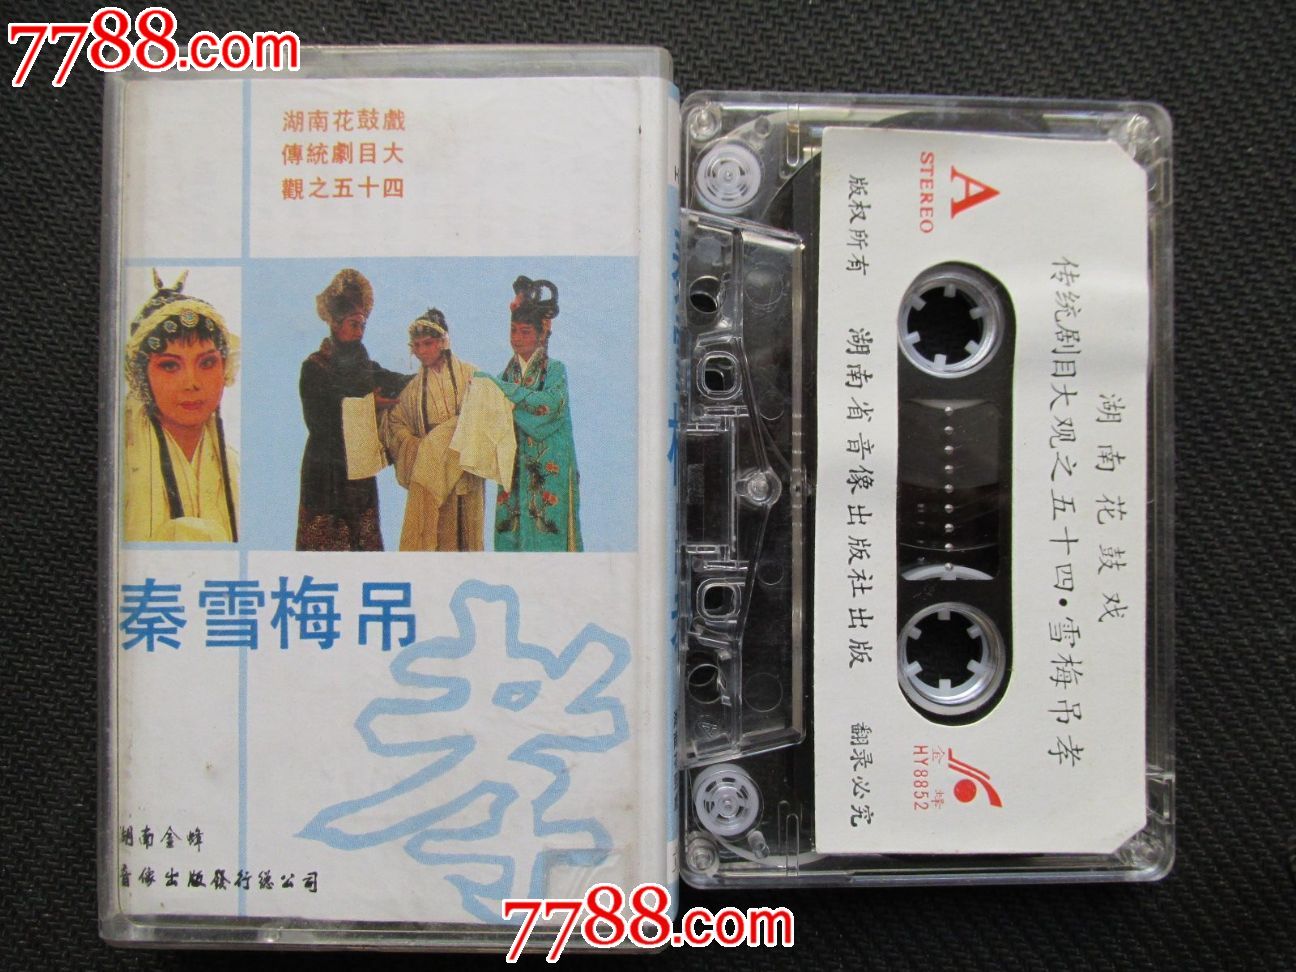 7788.com
湖南花鼓戲
傳統劇目大
觀之五十四
秦雪梅吊
孝
湖南金蜂
音像出版發行總公司
A
STEREO
湖南花鼓戏
传统剧目大观之五十四·雪梅吊孝
版权所有 湖南省音像出版社出版 翻录必究
金蜂
HY8852
7788.com